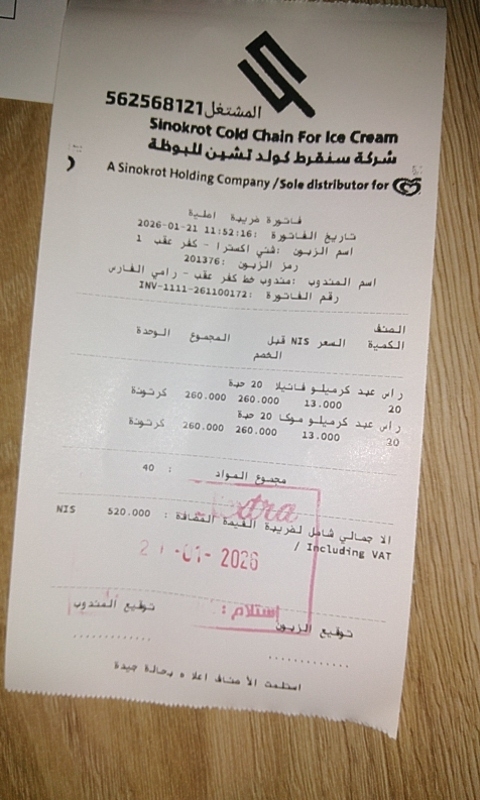 المشتغل 562568121
Sinokrot Cold Chain For Ice Cream
شركة سنقرط كولد تشين للبوظة
A Sinokrot Holding Company /Sole distributor for
فاتورة ضريبة اصلية
تاريخ الفاتورة :2026-01-21 11:52:16
اسم الزبون :شني اكسترا - كفر عقب 1
رمز الزبون :201376
اسم المندوب :مندوب خط كفر عقب - رامي الفارس
رقم الفاتورة :INV-1111-261100172
الصنف
الكمية السعر NIS قبل الخصم المجموع الوحدة
راس عبد كرميلو فانيلا 20 حبة
20 13.000 260.000 260.000 كرتونة
راس عبد كرميلو موكا 20 حبة
20 13.000 260.000 260.000 كرتونة
مجموع المواد : 40
الاجمالي شامل لضريبة القيمة المضافة : 520.000 NIS
/ Including VAT
xtra
-01- 2026
استلام :
توقيع الزبون توقيع المندوب
............. .............
استلمت الأصناف اعلاه بحالة جيدة